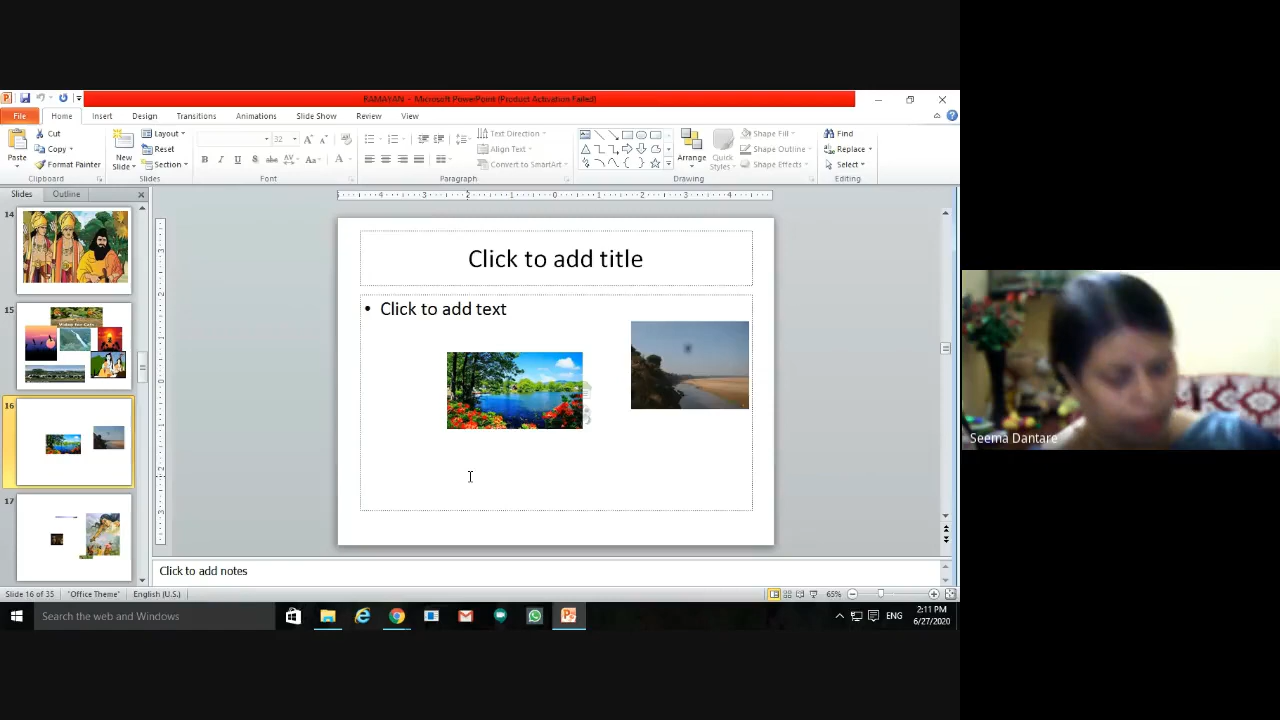 RAMAYAN - Microsoft PowerPoint (Product Activation Failed)
File Home Insert Design Transitions Animations Slide Show Review View
Paste
Cut
Copy
Format Painter
Clipboard
New
Slide
Layout
Reset
Section
Slides
32
B I U S abc AV Aa A
Font
Text Direction
Align Text
Convert to SmartArt
Paragraph
Arrange
Quick
Styles
Shape Fill
Shape Outline
Shape Effects
Drawing
Find
Replace
Select
Editing
Slides Outline
14
15
16
17
Click to add title
• Click to add text
Click to add notes
Slide 16 of 35 "Office Theme" English (U.S.) 65%
Search the web and Windows
ENG
2:11 PM
6/27/2020
Seema Dantare